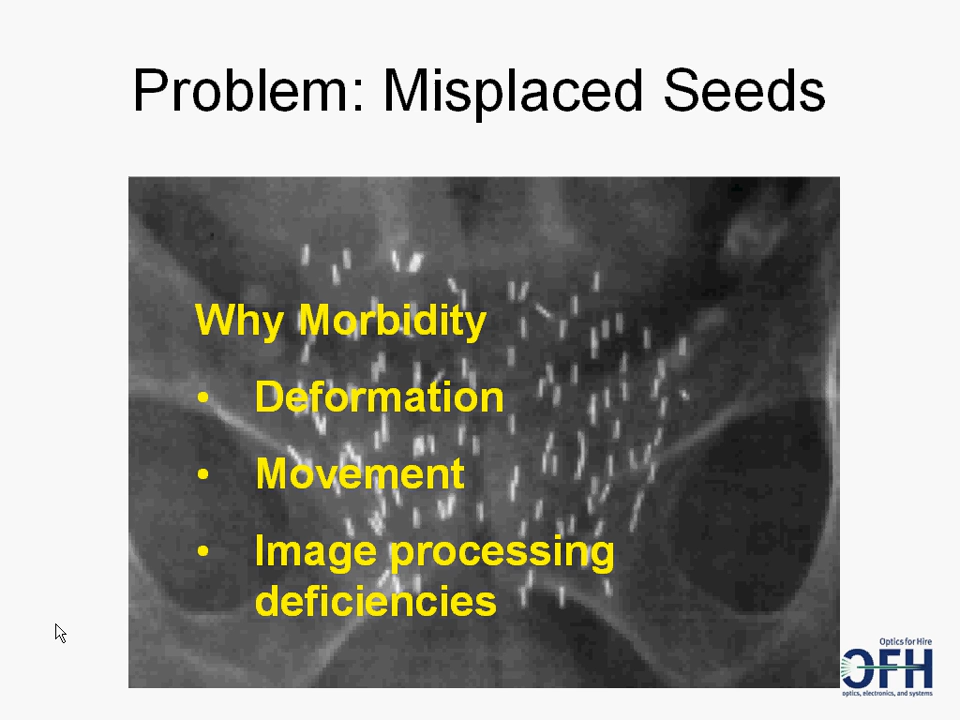 Problem: Misplaced Seeds
Why Morbidity
• Deformation
• Movement
• Image processing
deficiencies
Optics for Hire
OFH
optics, electronics, and systems